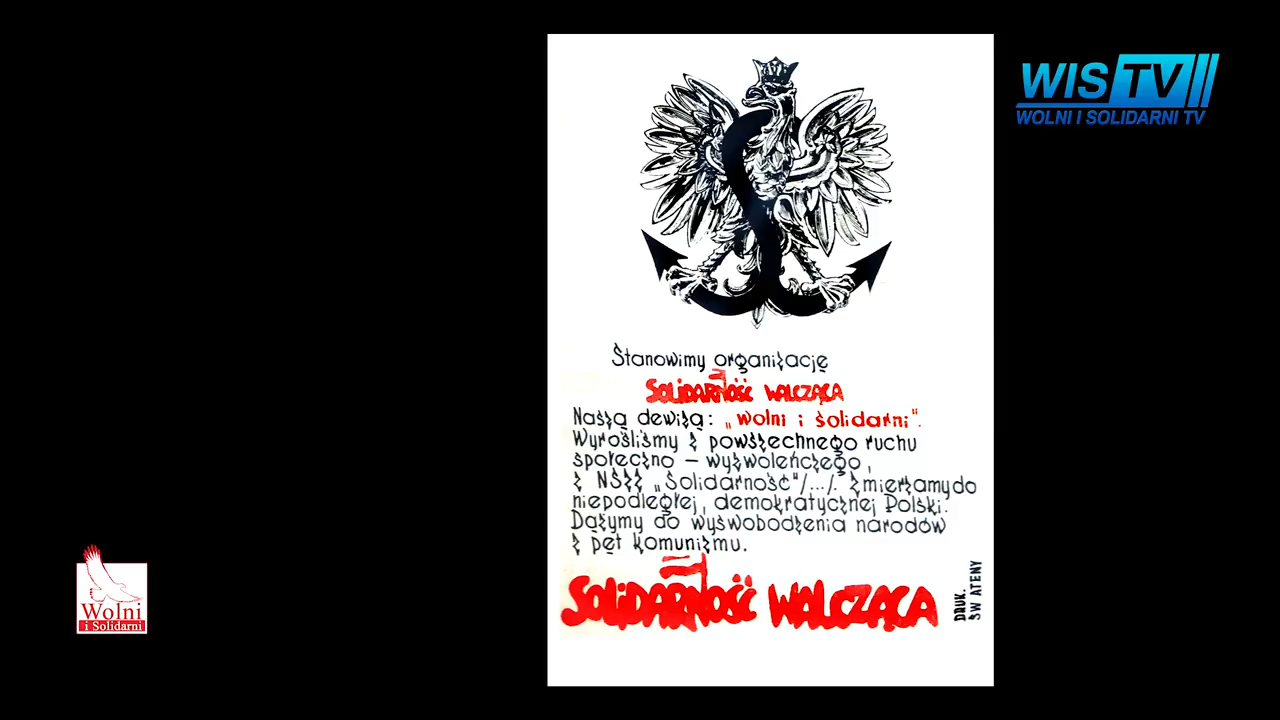 WIS TV
WOLNI I SOLIDARNI TV
Stanowimy organizację
SOLIDARNOŚĆ WALCZĄCA
Naszą dewizą: „wolni i solidarni".
Wyrośliśmy z powszechnego ruchu
społeczno – wyzwoleńczego,
z NSZZ „Solidarność"/.../. Zmierzamy do
niepodległej, demokratycznej Polski.
Dążymy do wyswobodzenia narodów
z pęt komunizmu.
SOLIDARNOŚĆ WALCZĄCA
DRUK.
ŚW ATENY
Wolni
i Solidarni